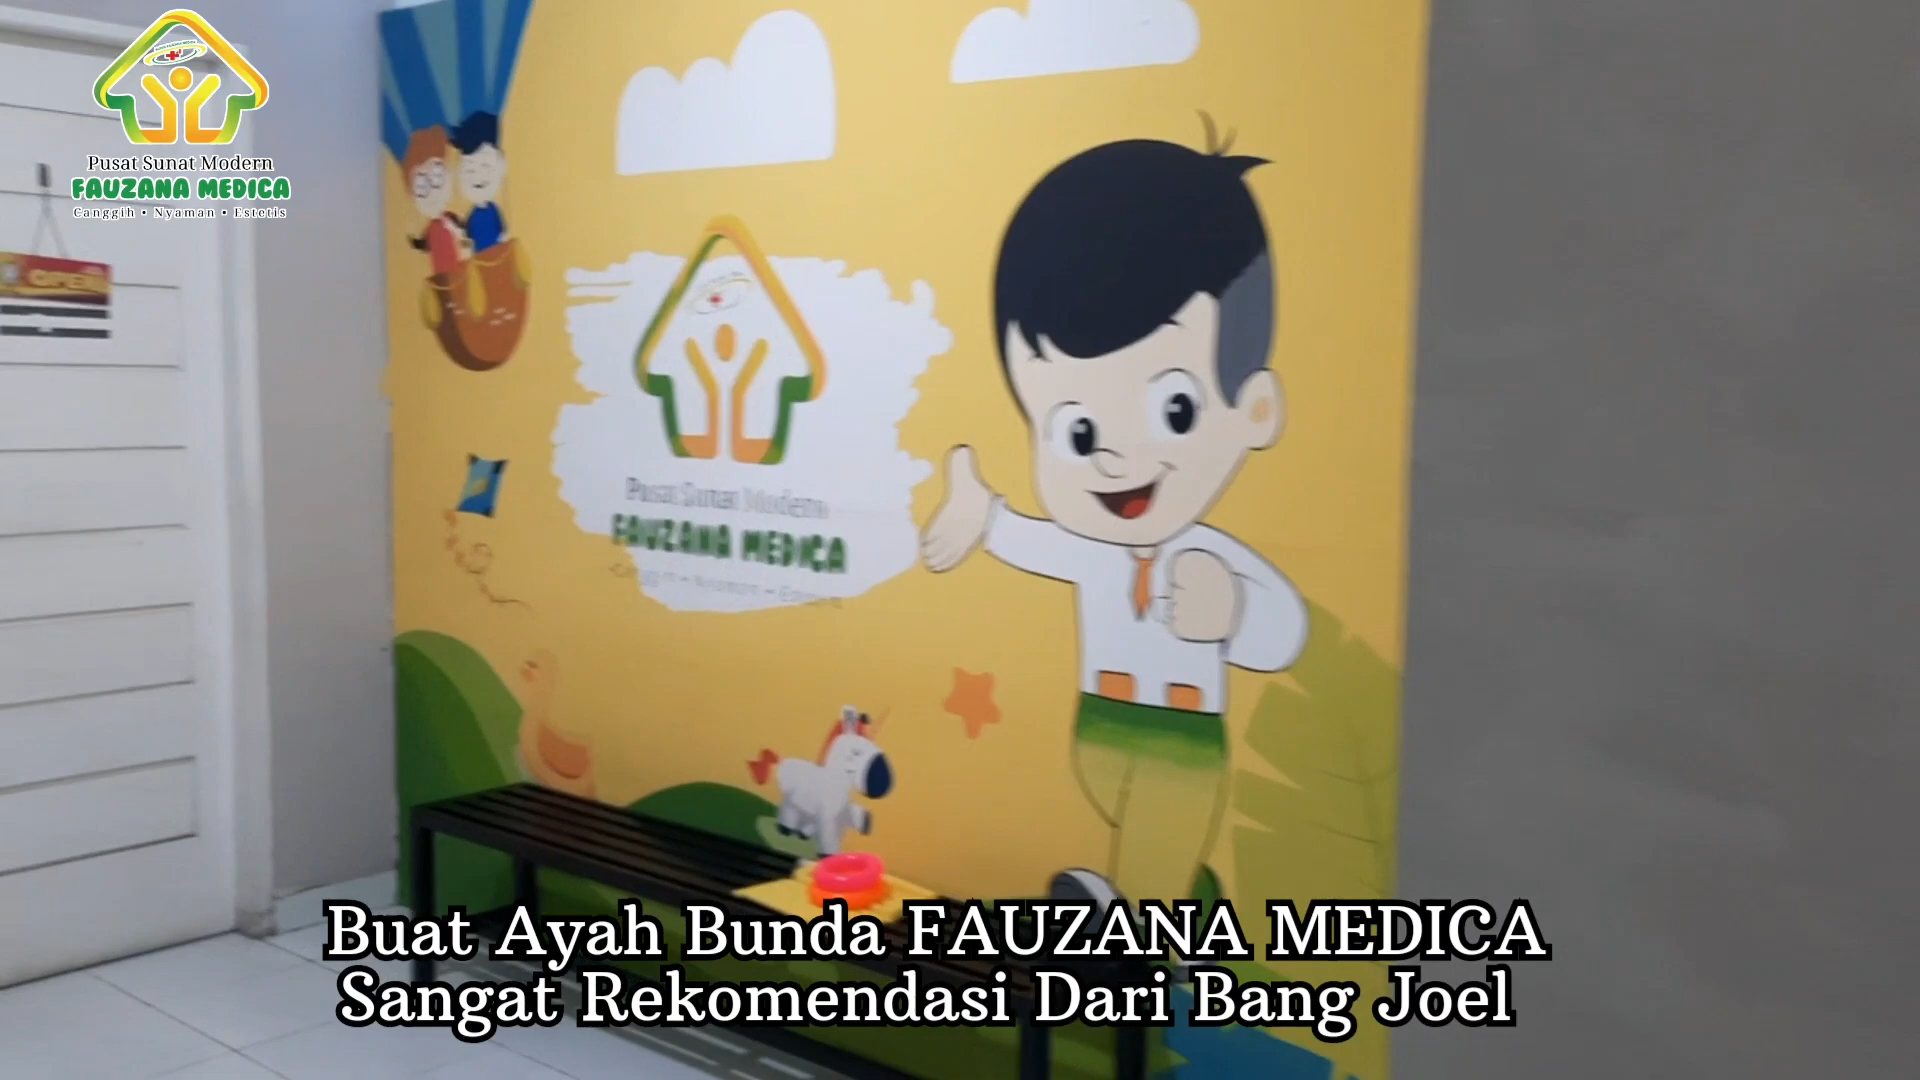 Pusat Sunat Modern
FAUZANA MEDICA
Canggih • Nyaman • Estetis
OPEN
Pusat Sunat Modern
FAUZANA MEDICA
Buat Ayah Bunda FAUZANA MEDICA
Sangat Rekomendasi Dari Bang Joel